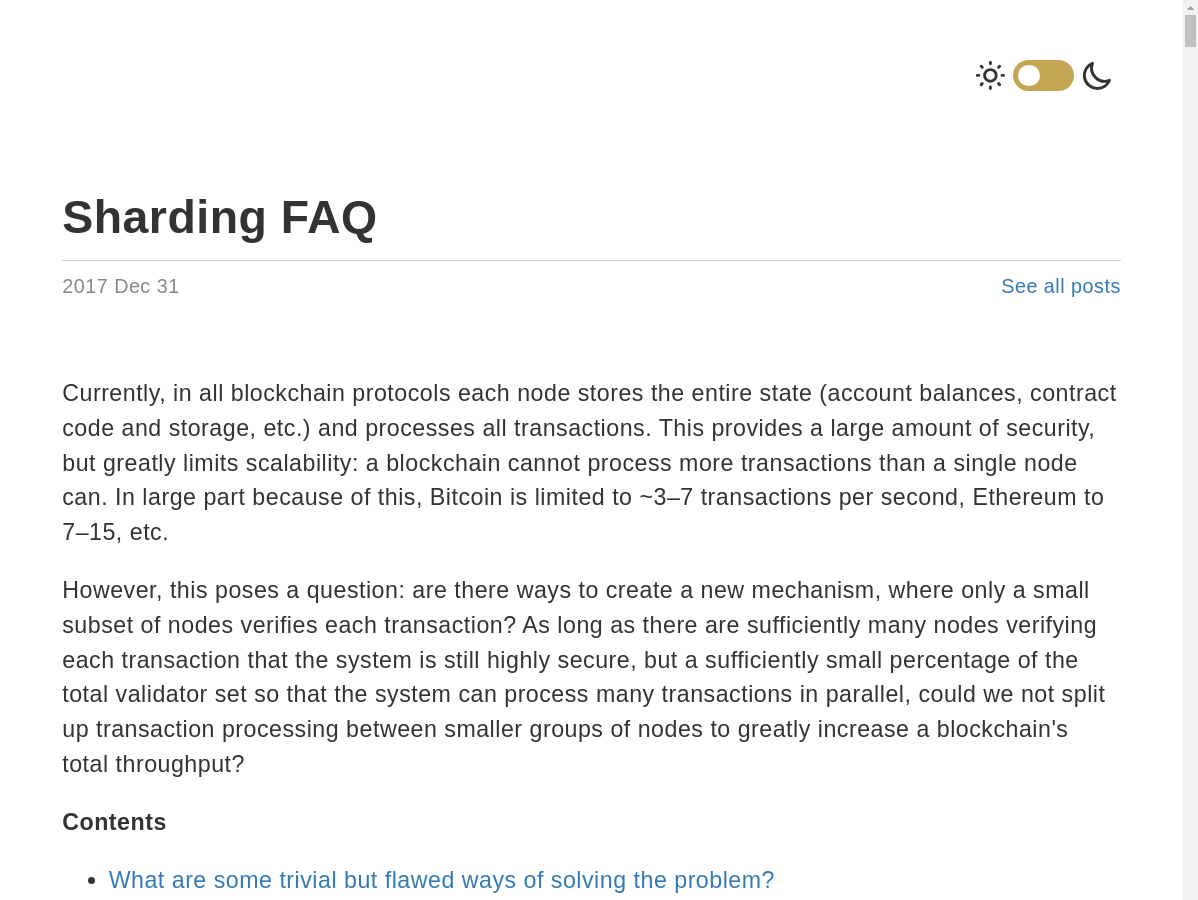 Sharding FAQ
2017 Dec 31
See all posts
Currently, in all blockchain protocols each node stores the entire state (account balances, contract
code and storage, etc.) and processes all transactions. This provides a large amount of security,
but greatly limits scalability: a blockchain cannot process more transactions than a single node
can. In large part because of this, Bitcoin is limited to ~3–7 transactions per second, Ethereum to
7–15, etc.
However, this poses a question: are there ways to create a new mechanism, where only a small
subset of nodes verifies each transaction? As long as there are sufficiently many nodes verifying
each transaction that the system is still highly secure, but a sufficiently small percentage of the
total validator set so that the system can process many transactions in parallel, could we not split
up transaction processing between smaller groups of nodes to greatly increase a blockchain's
total throughput?
Contents
• What are some trivial but flawed ways of solving the problem?